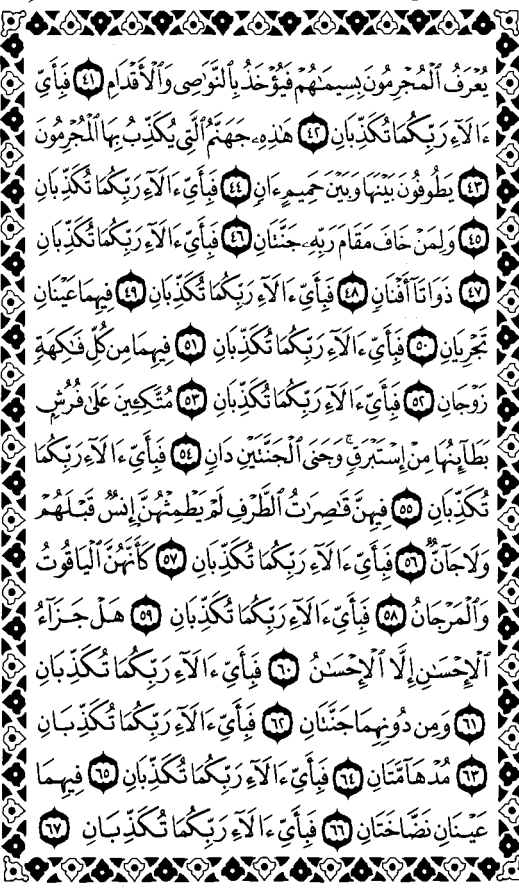 يُعْرَفُ ٱلْمُجْرِمُونَ بِسِيمَٰهُمْ فَيُؤْخَذُ بِٱلنَّوَٰصِى وَٱلْأَقْدَامِ ٤١ فَبِأَىِّ
ءَالَآءِ رَبِّكُمَا تُكَذِّبَانِ ٤٢ هَٰذِهِۦ جَهَنَّمُ ٱلَّتِى يُكَذِّبُ بِهَا ٱلْمُجْرِمُونَ
٤٣ يَطُوفُونَ بَيْنَهَا وَبَيْنَ حَمِيمٍ ءَانٍ ٤٤ فَبِأَىِّ ءَالَآءِ رَبِّكُمَا تُكَذِّبَانِ
٤٥ وَلِمَنْ خَافَ مَقَامَ رَبِّهِۦ جَنَّتَانِ ٤٦ فَبِأَىِّ ءَالَآءِ رَبِّكُمَا تُكَذِّبَانِ
٤٧ ذَوَاتَآ أَفْنَانٍ ٤٨ فَبِأَىِّ ءَالَآءِ رَبِّكُمَا تُكَذِّبَانِ ٤٩ فِيهِمَا عَيْنَانِ
تَجْرِيَانِ ٥٠ فَبِأَىِّ ءَالَآءِ رَبِّكُمَا تُكَذِّبَانِ ٥١ فِيهِمَا مِن كُلِّ فَٰكِهَةٍ
زَوْجَانِ ٥٢ فَبِأَىِّ ءَالَآءِ رَبِّكُمَا تُكَذِّبَانِ ٥٣ مُتَّكِـِٔينَ عَلَىٰ فُرُشٍۭ
بَطَآئِنُهَا مِنْ إِسْتَبْرَقٍ ۚ وَجَنَى ٱلْجَنَّتَيْنِ دَانٍ ٥٤ فَبِأَىِّ ءَالَآءِ رَبِّكُمَا
تُكَذِّبَانِ ٥٥ فِيهِنَّ قَٰصِرَٰتُ ٱلطَّرْفِ لَمْ يَطْمِثْهُنَّ إِنسٌ قَبْلَهُمْ
وَلَا جَآنٌّ ٥٦ فَبِأَىِّ ءَالَآءِ رَبِّكُمَا تُكَذِّبَانِ ٥٧ كَأَنَّهُنَّ ٱلْيَاقُوتُ
وَٱلْمَرْجَانُ ٥٨ فَبِأَىِّ ءَالَآءِ رَبِّكُمَا تُكَذِّبَانِ ٥٩ هَلْ جَزَآءُ
ٱلْإِحْسَٰنِ إِلَّا ٱلْإِحْسَٰنُ ٦٠ فَبِأَىِّ ءَالَآءِ رَبِّكُمَا تُكَذِّبَانِ
٦١ وَمِن دُونِهِمَا جَنَّتَانِ ٦٢ فَبِأَىِّ ءَالَآءِ رَبِّكُمَا تُكَذِّبَانِ
٦٣ مُدْهَآمَّتَانِ ٦٤ فَبِأَىِّ ءَالَآءِ رَبِّكُمَا تُكَذِّبَانِ ٦٥ فِيهِمَا
عَيْنَانِ نَضَّاخَتَانِ ٦٦ فَبِأَىِّ ءَالَآءِ رَبِّكُمَا تُكَذِّبَانِ ٦٧